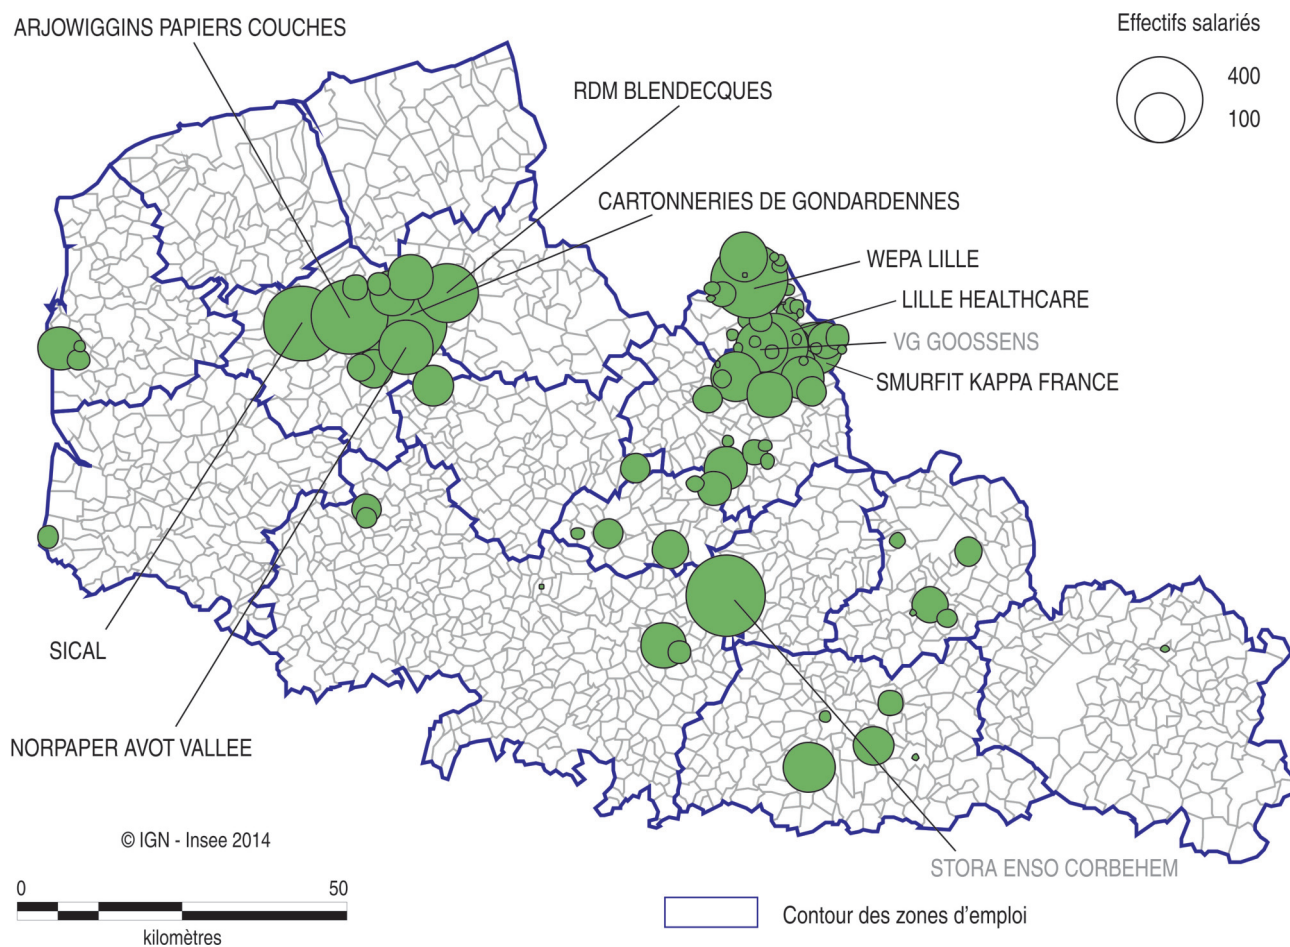 ARJOWIGGINS PAPIERS COUCHES
Effectifs salariés
400
100
RDM BLENDECQUES
CARTONNERIES DE GONDARDENNES
WEPA LILLE
LILLE HEALTHCARE
VG GOOSSENS
SMURFIT KAPPA FRANCE
SICAL
NORPAPER AVOT VALLEE
© IGN - Insee 2014
STORA ENSO CORBEHEM
0 50
kilomètres
Contour des zones d'emploi